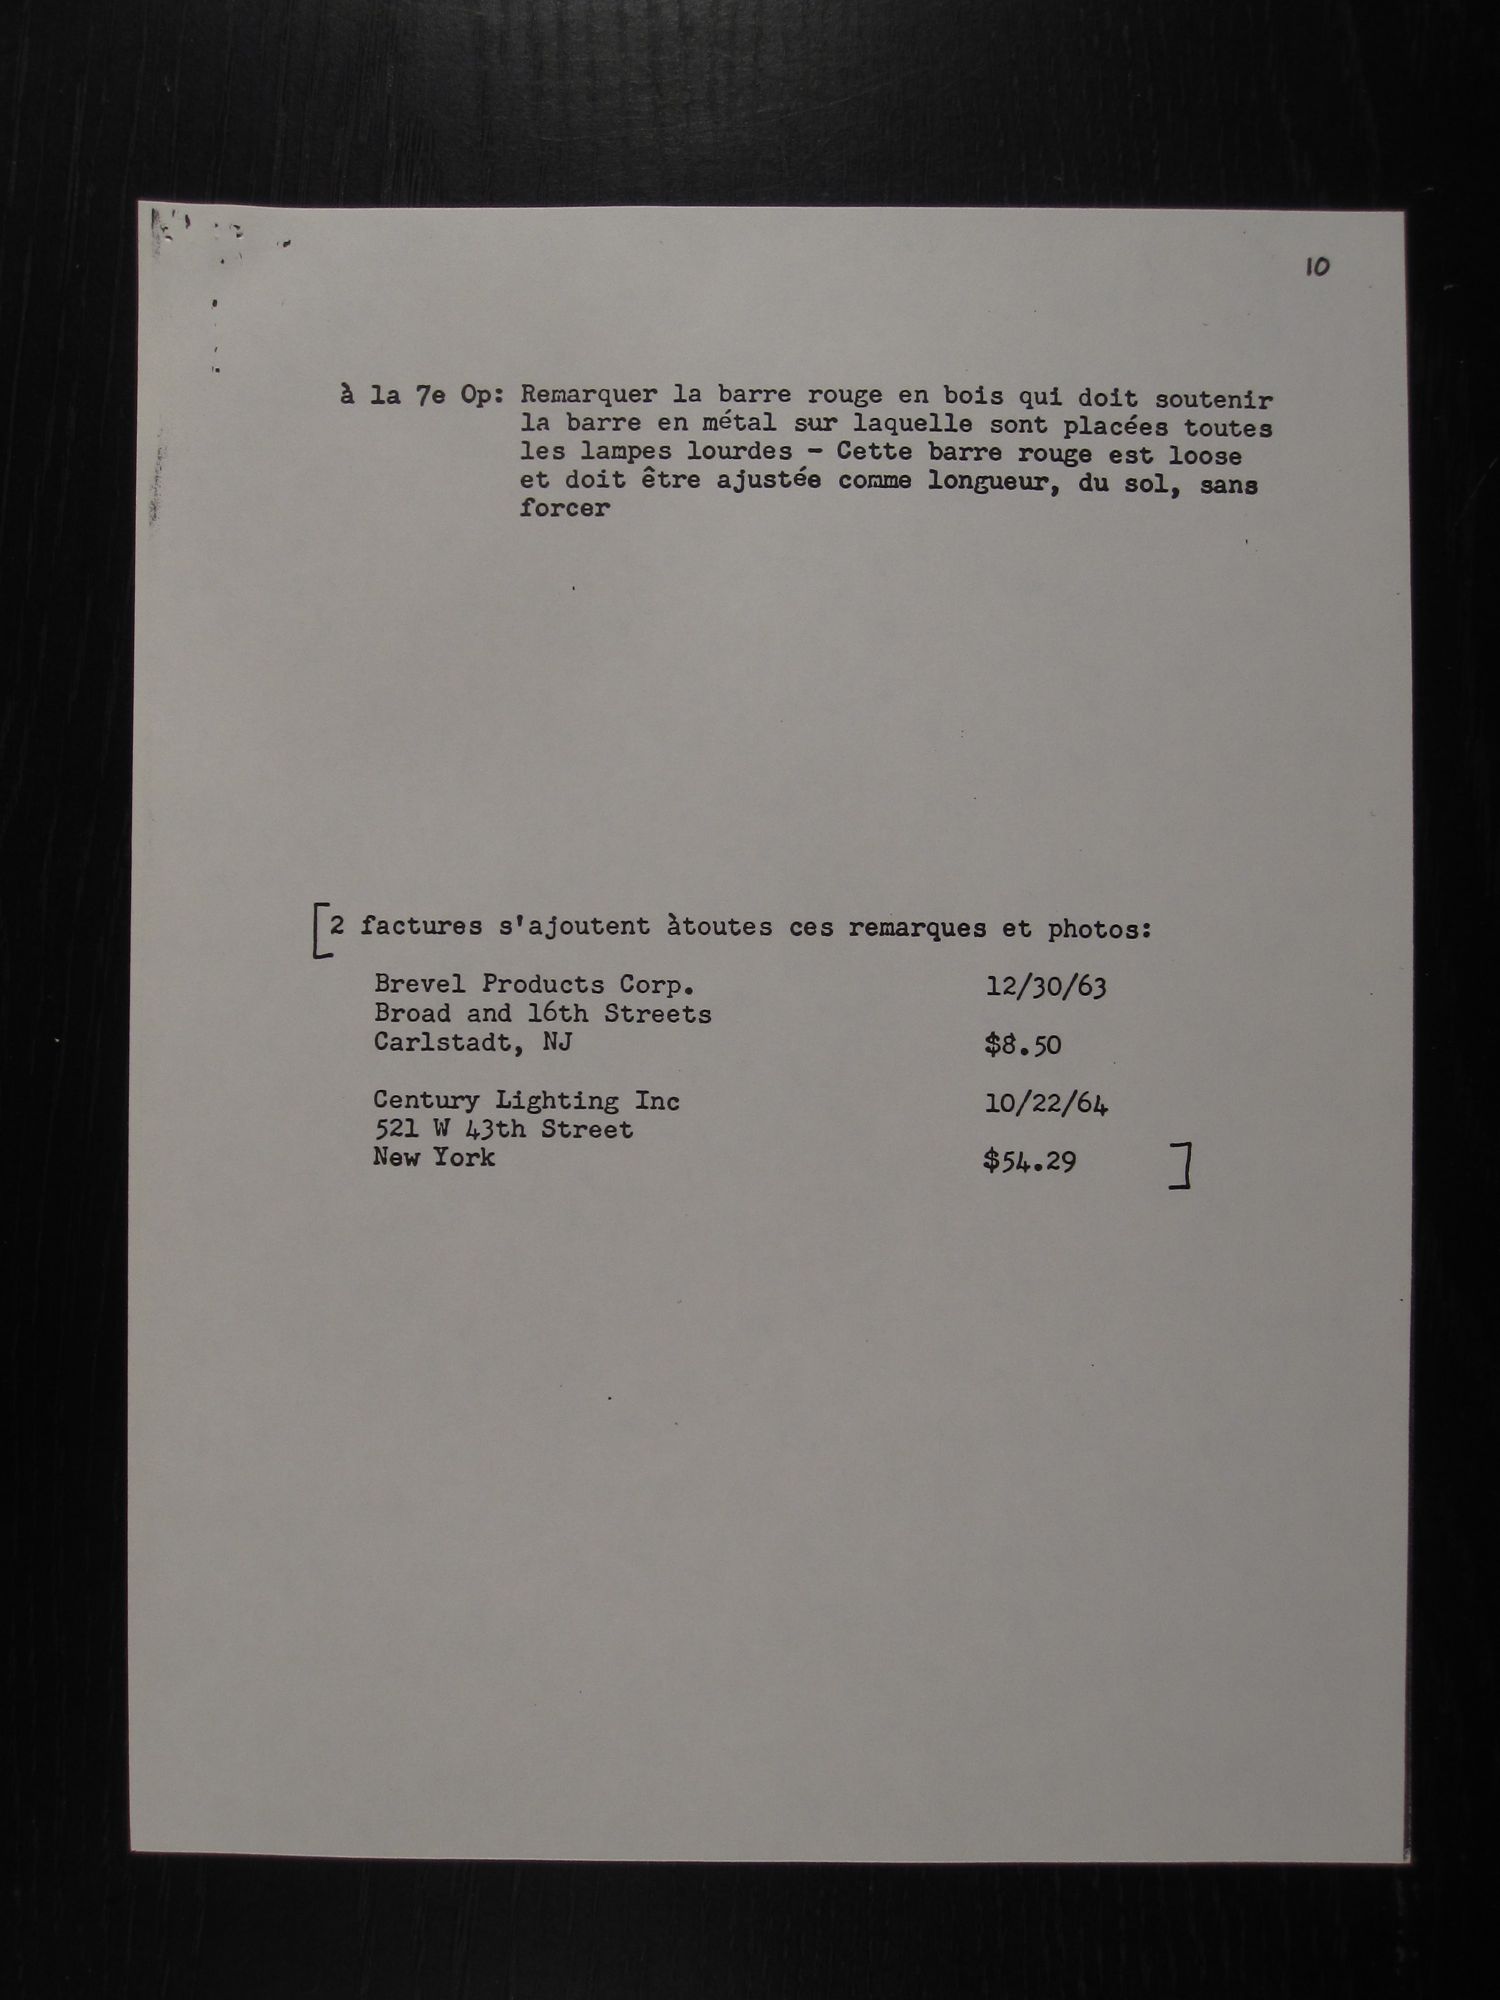 10
à la 7e Op: Remarquer la barre rouge en bois qui doit soutenir
la barre en métal sur laquelle sont placées toutes
les lampes lourdes - Cette barre rouge est loose
et doit être ajustée comme longueur, du sol, sans
forcer
[2 factures s'ajoutent àtoutes ces remarques et photos:
Brevel Products Corp. 12/30/63
Broad and 16th Streets
Carlstadt, NJ $8.50
Century Lighting Inc 10/22/64
521 W 43th Street
New York $54.29 ]